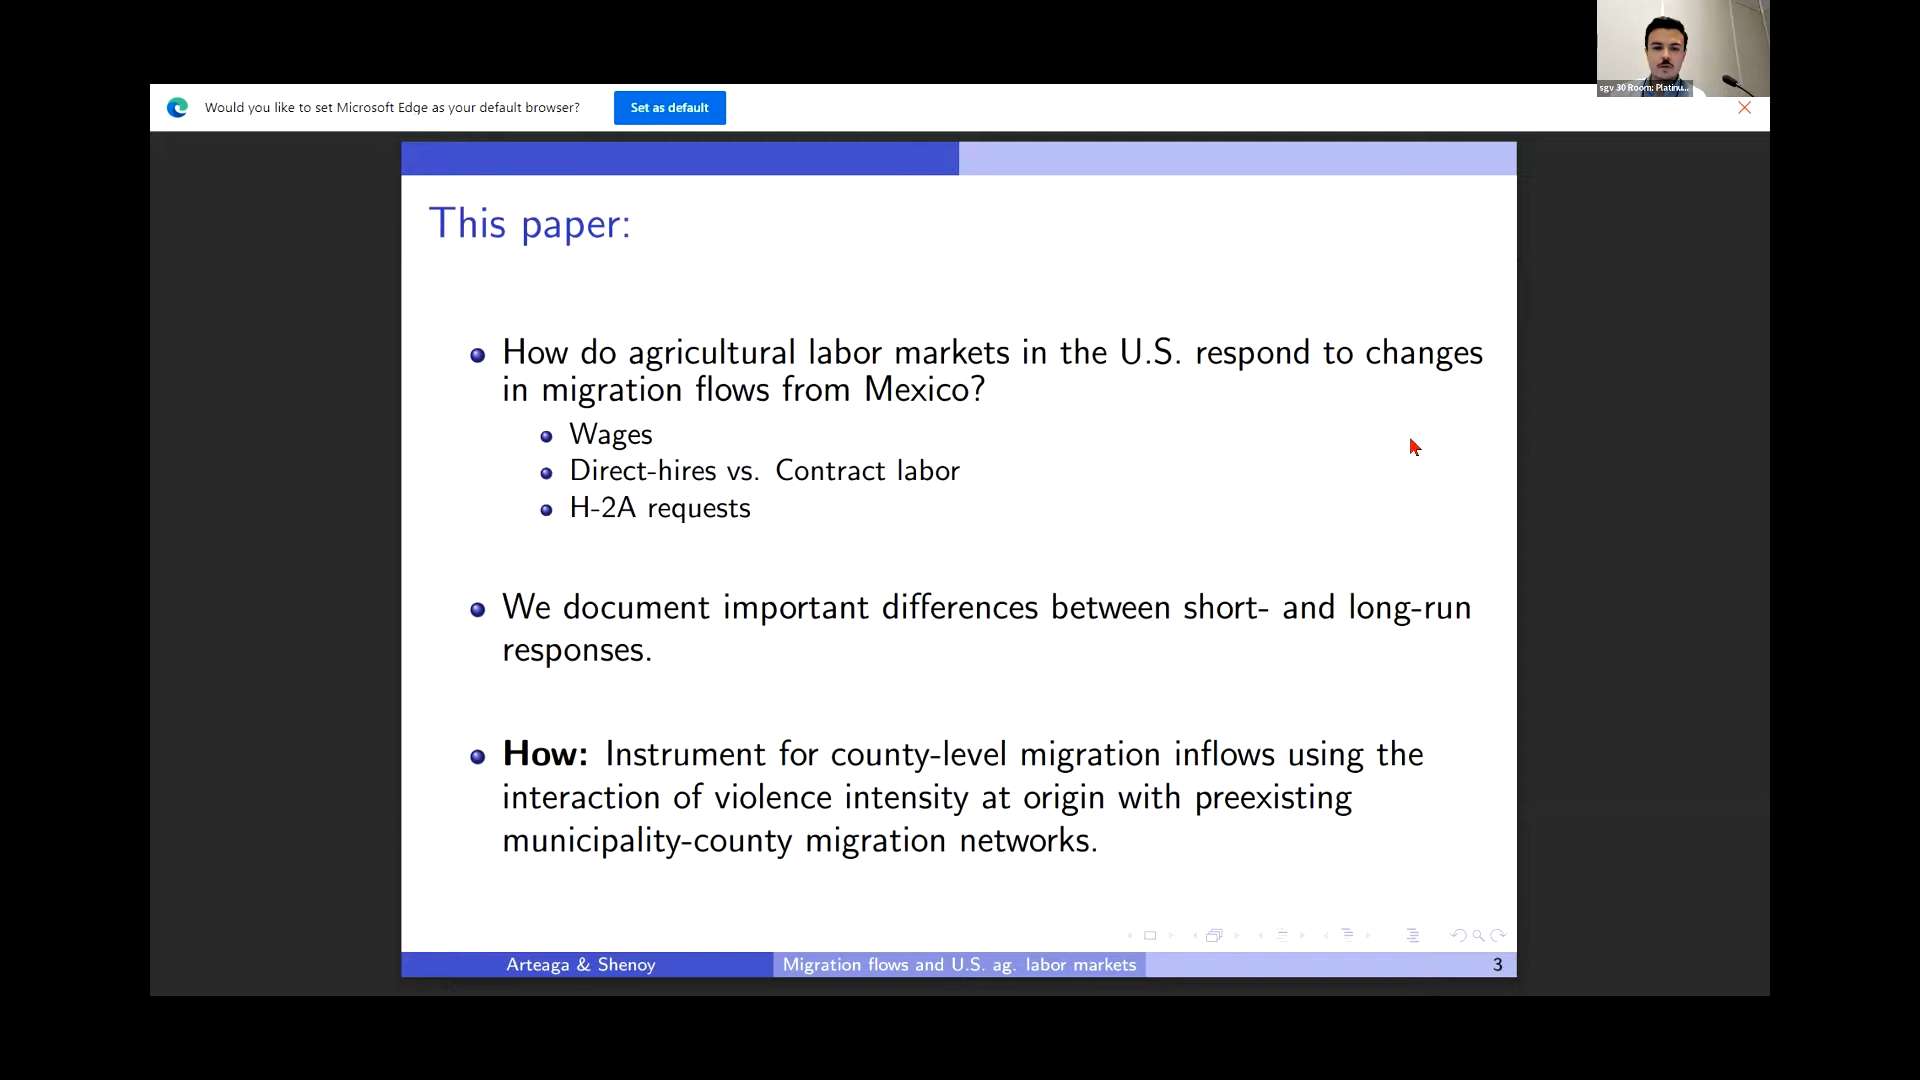 sgv 30 Room: Platinu...
Would you like to set Microsoft Edge as your default browser?
Set as default
This paper:
How do agricultural labor markets in the U.S. respond to changes
in migration flows from Mexico?
Wages
Direct-hires vs. Contract labor
H-2A requests
We document important differences between short- and long-run
responses.
How: Instrument for county-level migration inflows using the
interaction of violence intensity at origin with preexisting
municipality-county migration networks.
Arteaga & Shenoy
Migration flows and U.S. ag. labor markets
3